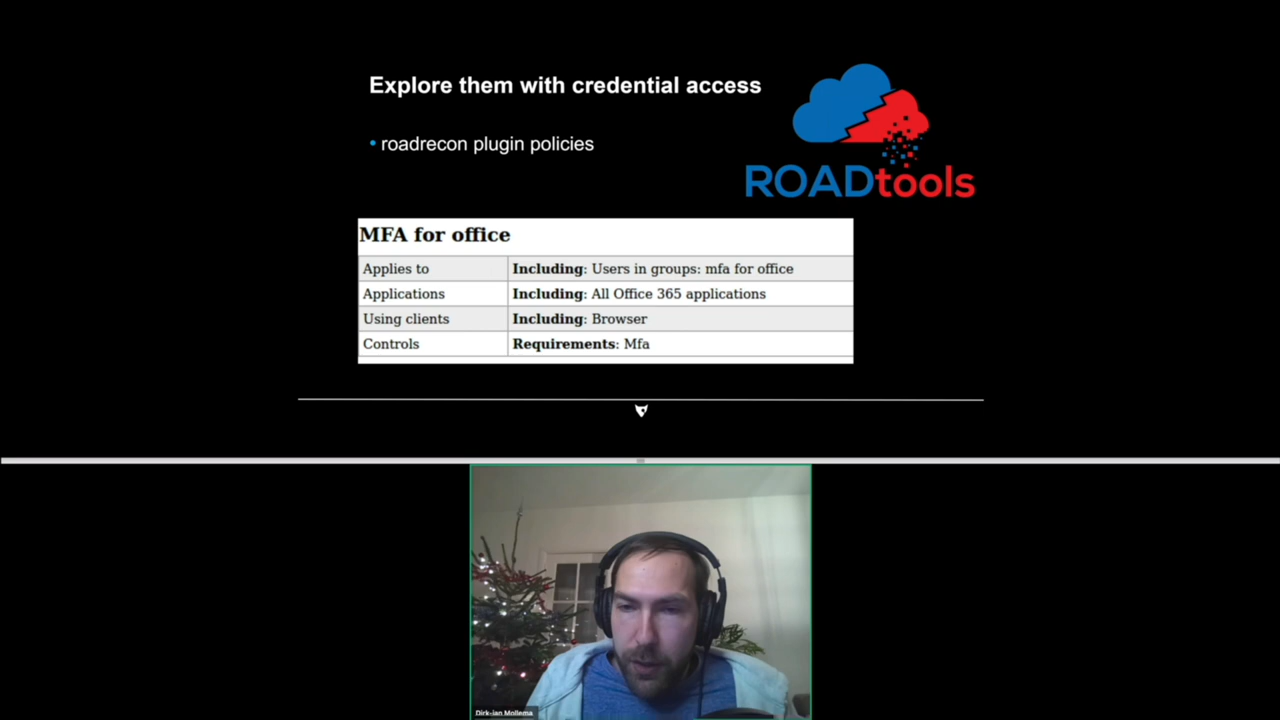 Explore them with credential access
• roadrecon plugin policies
ROADtools
MFA for office
Applies to Including: Users in groups: mfa for office
Applications Including: All Office 365 applications
Using clients Including: Browser
Controls Requirements: Mfa
Dirk-jan Mollema